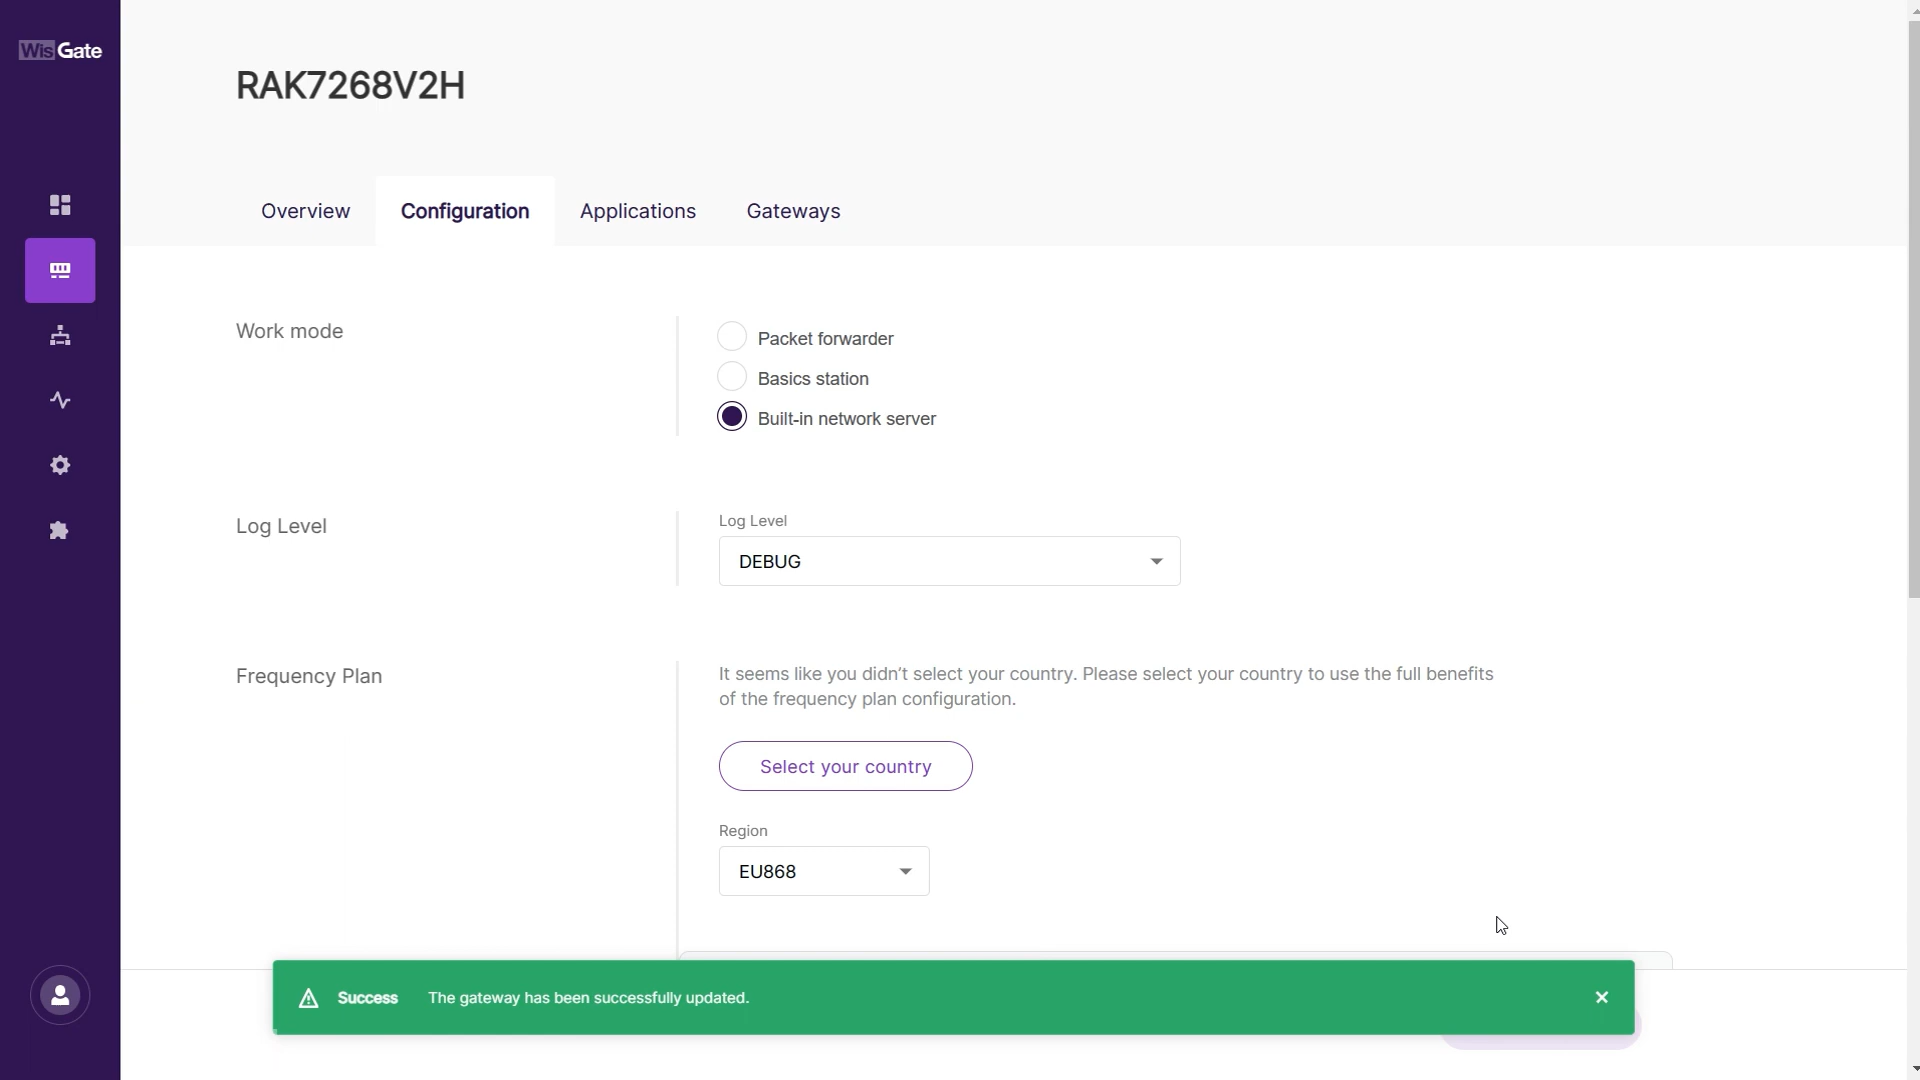 WisGate
RAK7268V2H
Overview
Configuration
Applications
Gateways
Work mode
Packet forwarder
Basics station
Built-in network server
Log Level
Log Level
DEBUG
Frequency Plan
It seems like you didn't select your country. Please select your country to use the full benefits
of the frequency plan configuration.
Select your country
Region
EU868
Success The gateway has been successfully updated.